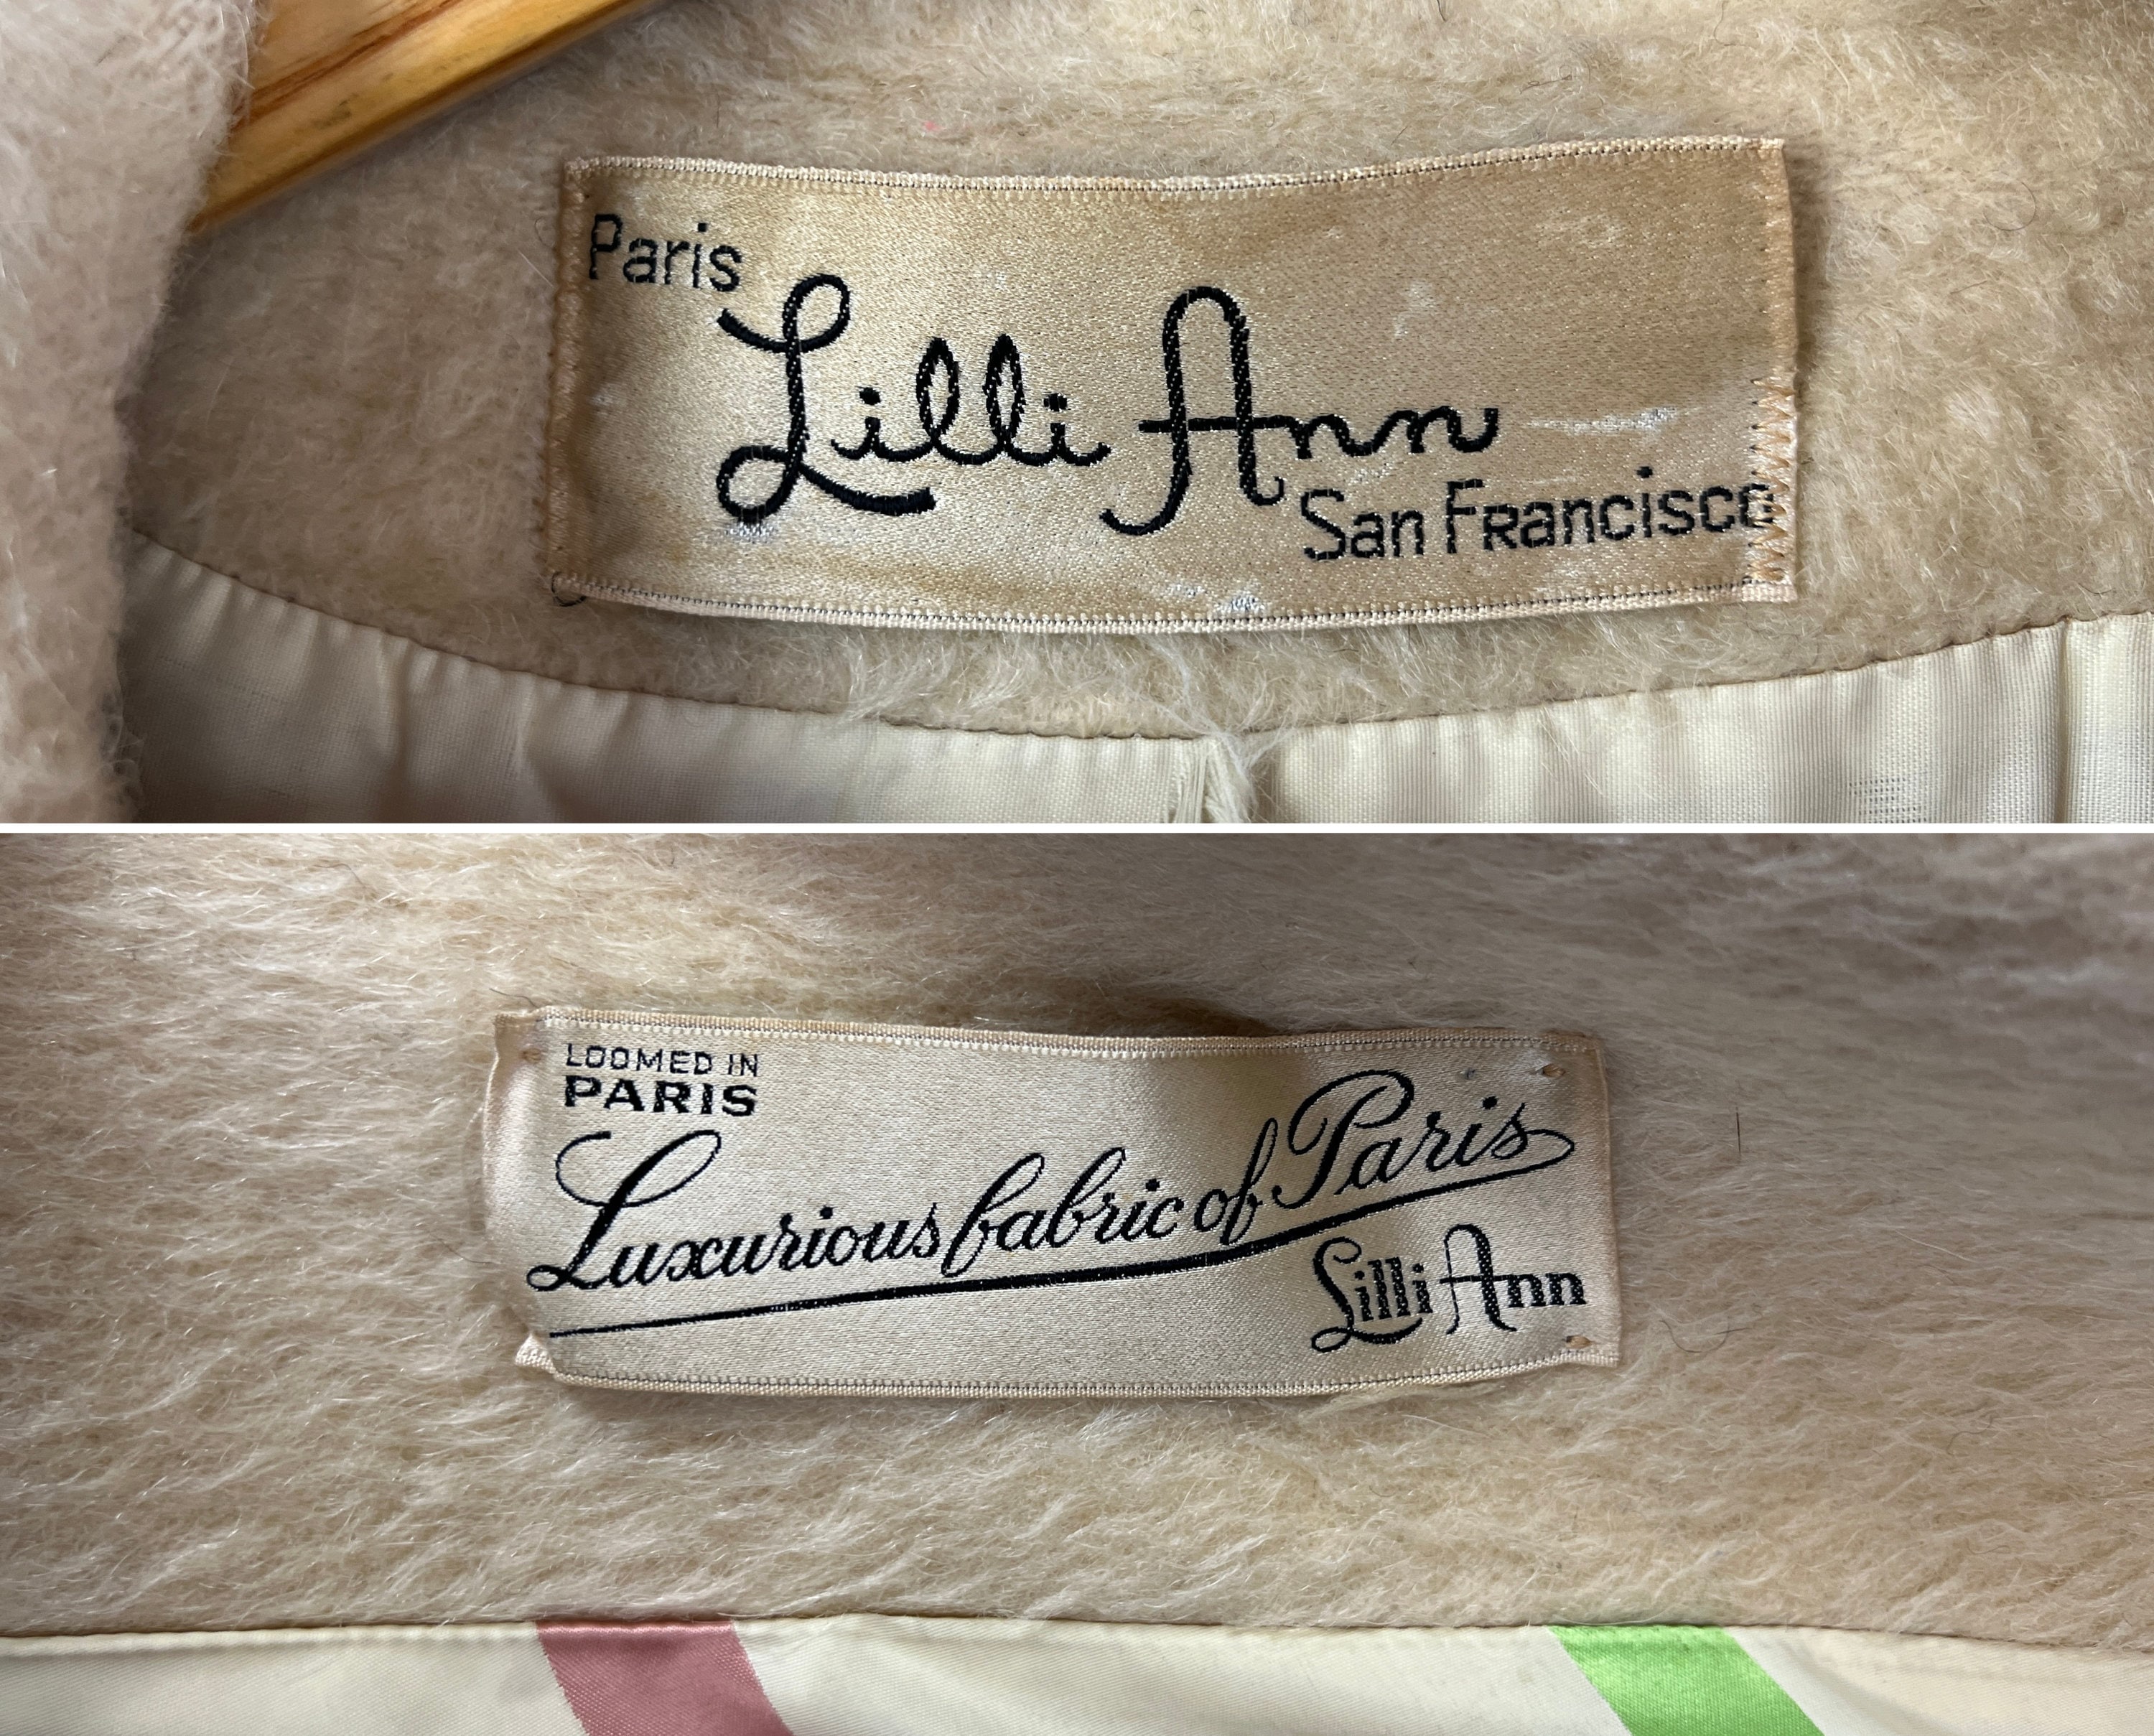 Paris
Lilli Ann
San Francisco
LOOMED IN
PARIS
Luxurious fabric of Paris
Lilli Ann